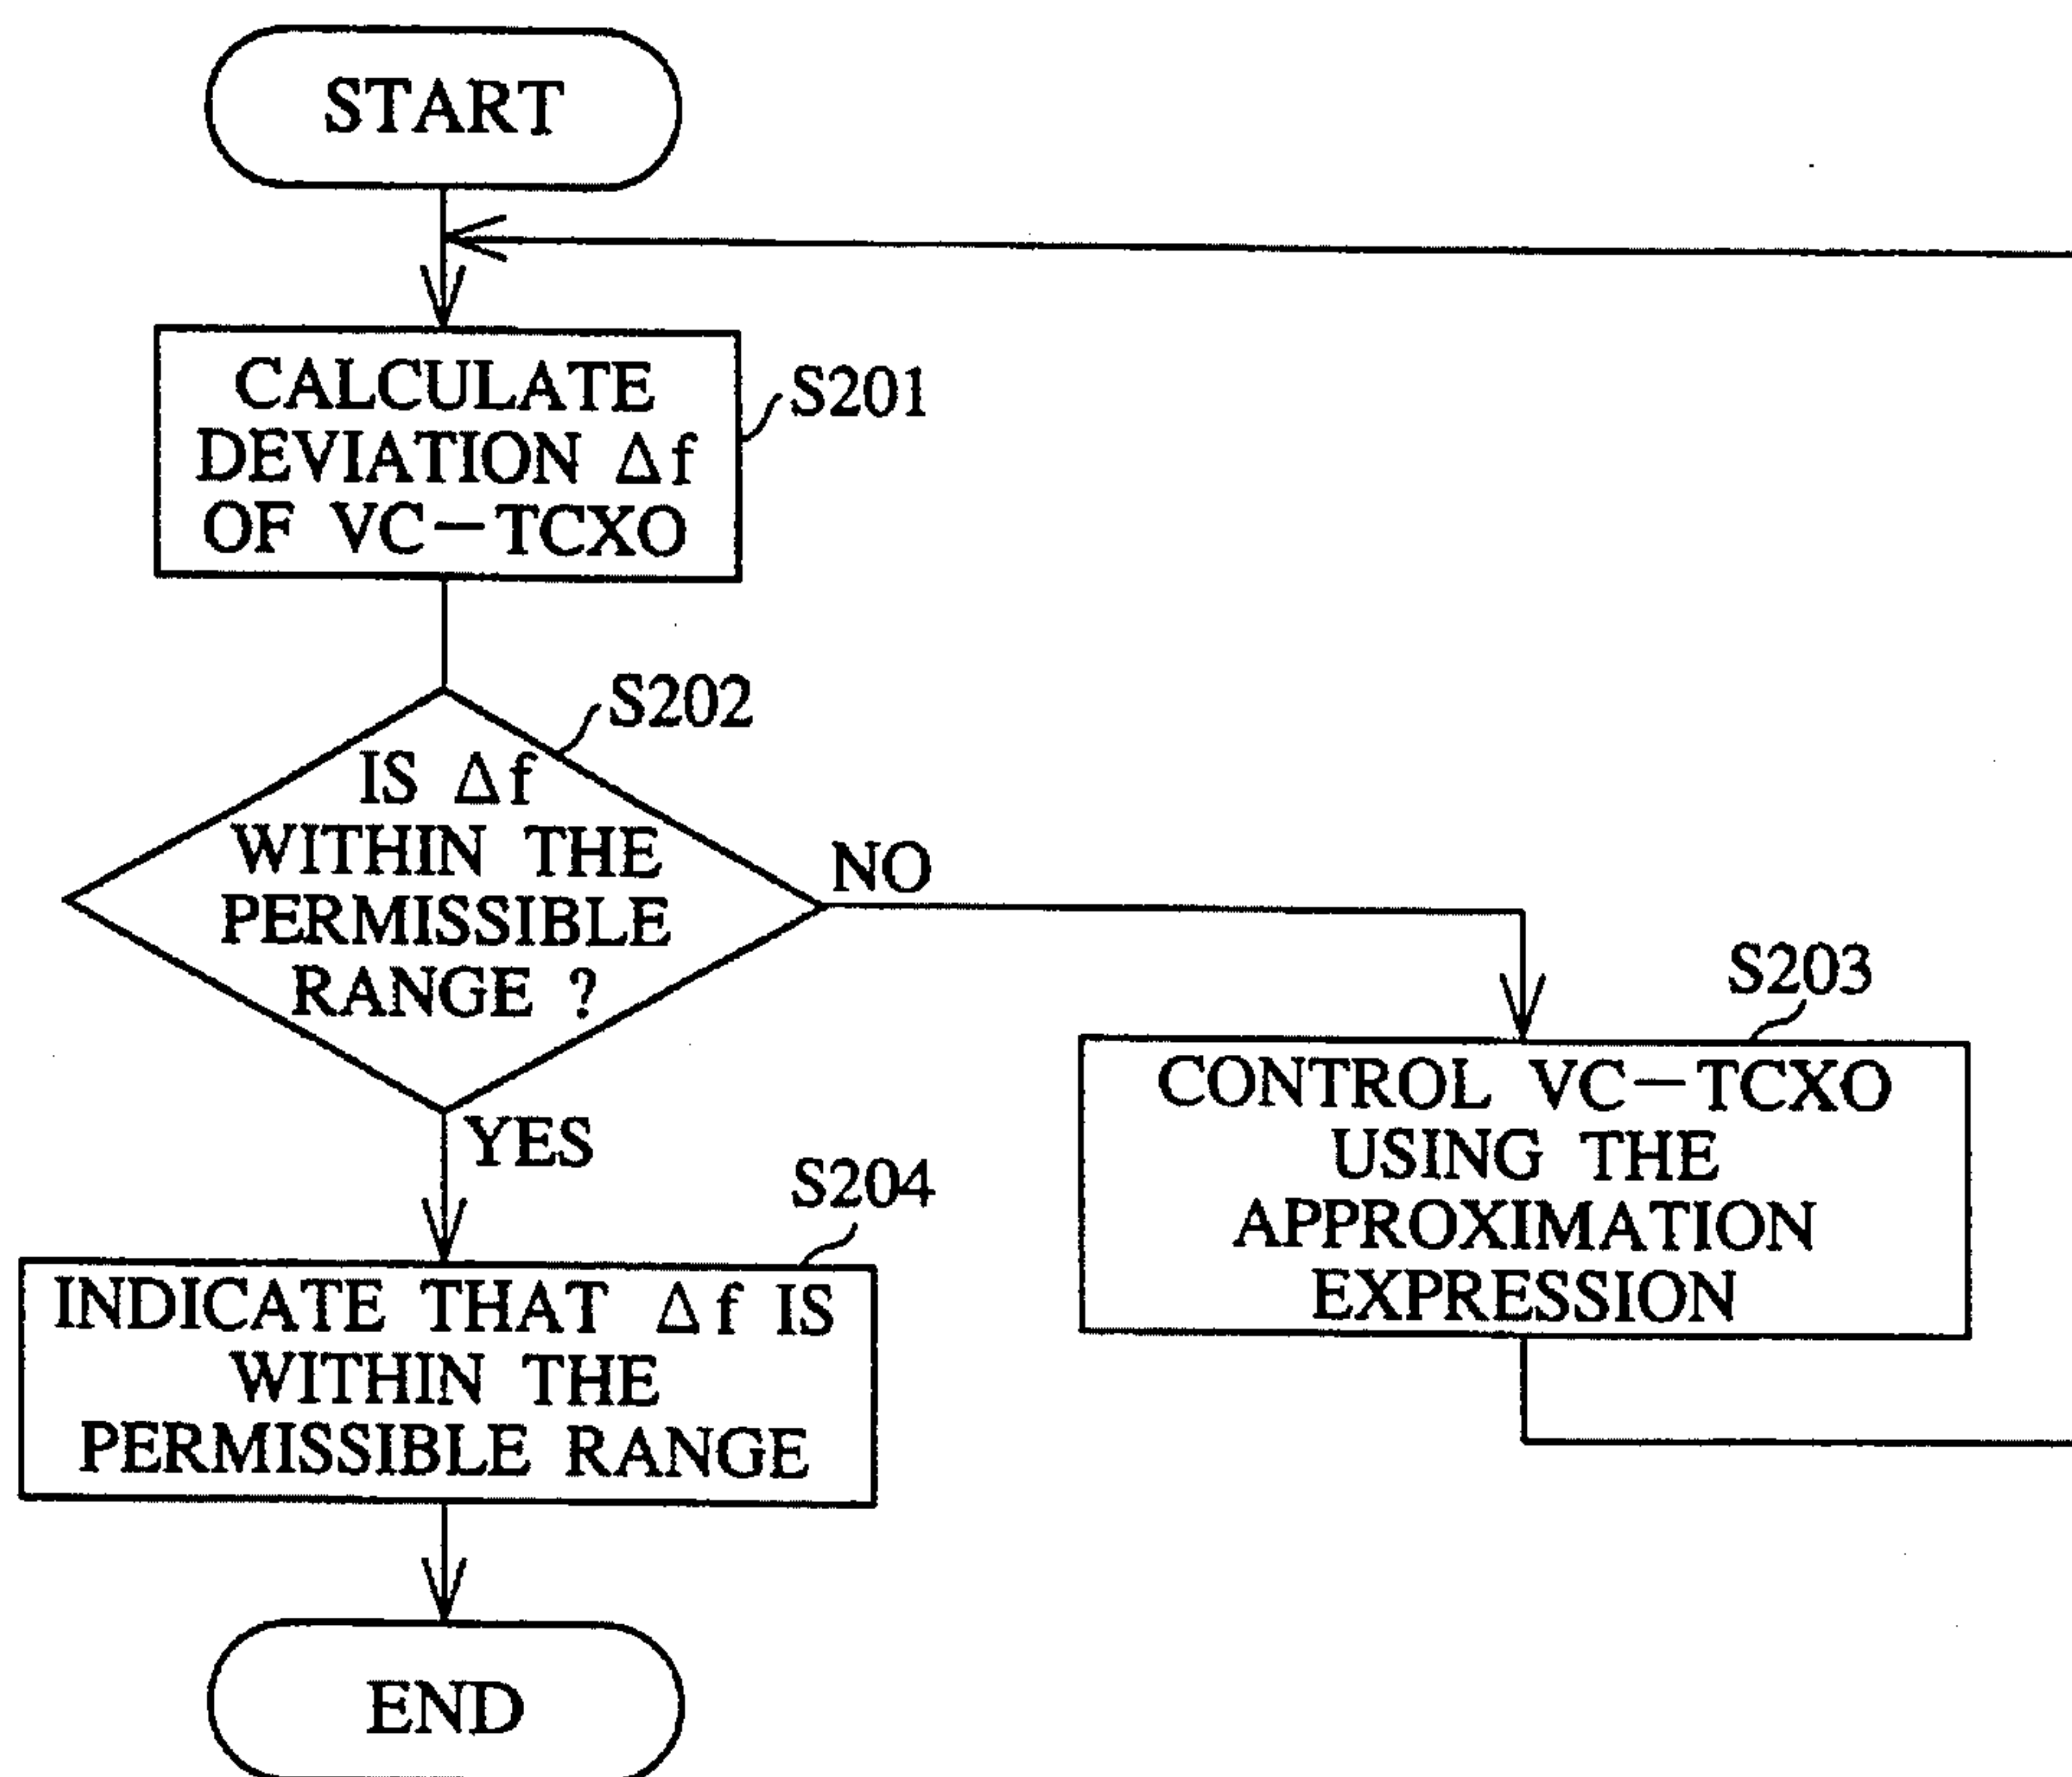 START
CALCULATE
DEVIATION Δf
OF VC−TCXO
S201
S202
IS Δf
WITHIN THE
PERMISSIBLE
RANGE ?
NO
YES
S203
CONTROL VC−TCXO
USING THE
APPROXIMATION
EXPRESSION
S204
INDICATE THAT Δf IS
WITHIN THE
PERMISSIBLE RANGE
END